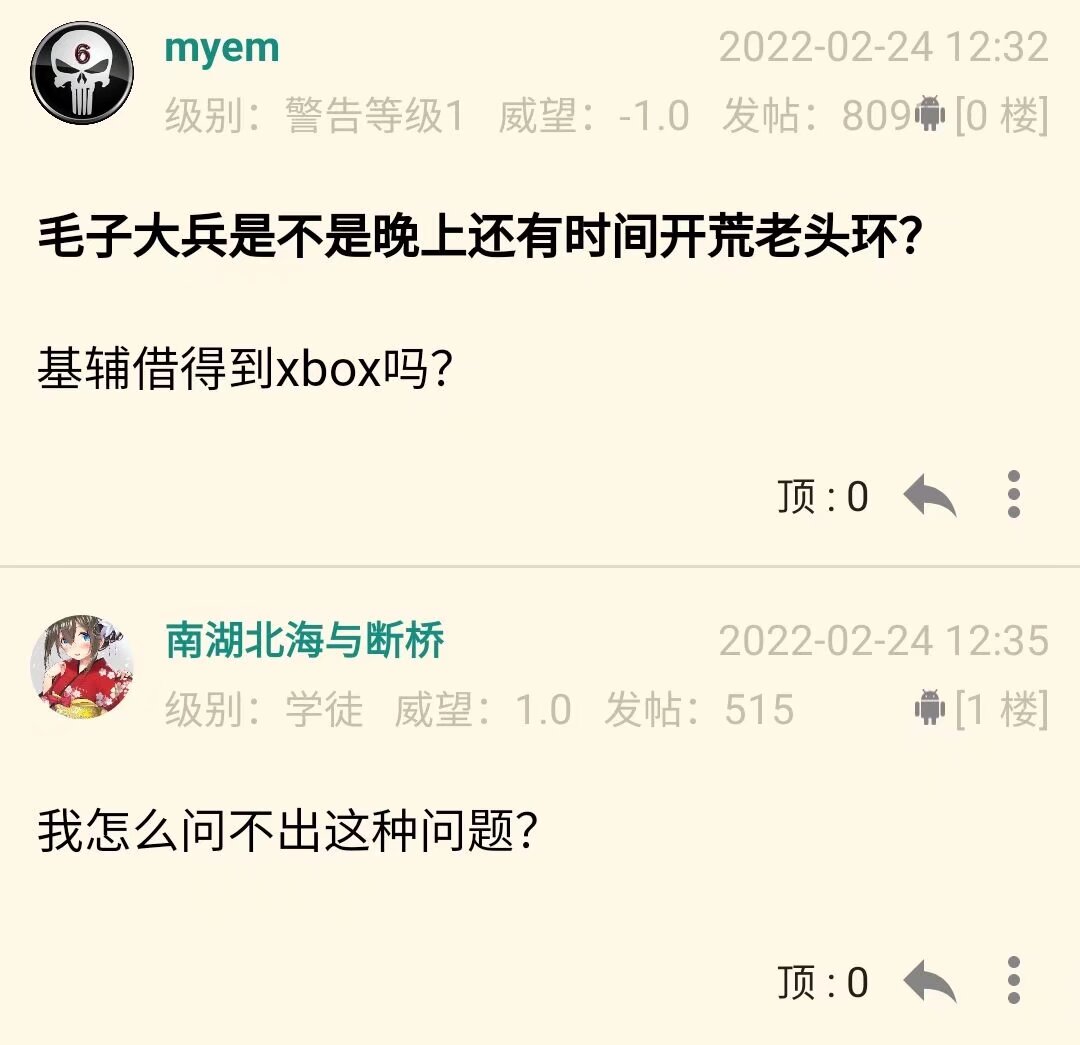 6
myem
2022-02-24 12:32
级别：警告等级1 威望：-1.0 发帖：809 [0 楼]
毛子大兵是不是晚上还有时间开荒老头环？
基辅借得到xbox吗？
顶 : 0
南湖北海与断桥
2022-02-24 12:35
级别：学徒 威望：1.0 发帖：515 [1 楼]
我怎么问不出这种问题？
顶 : 0